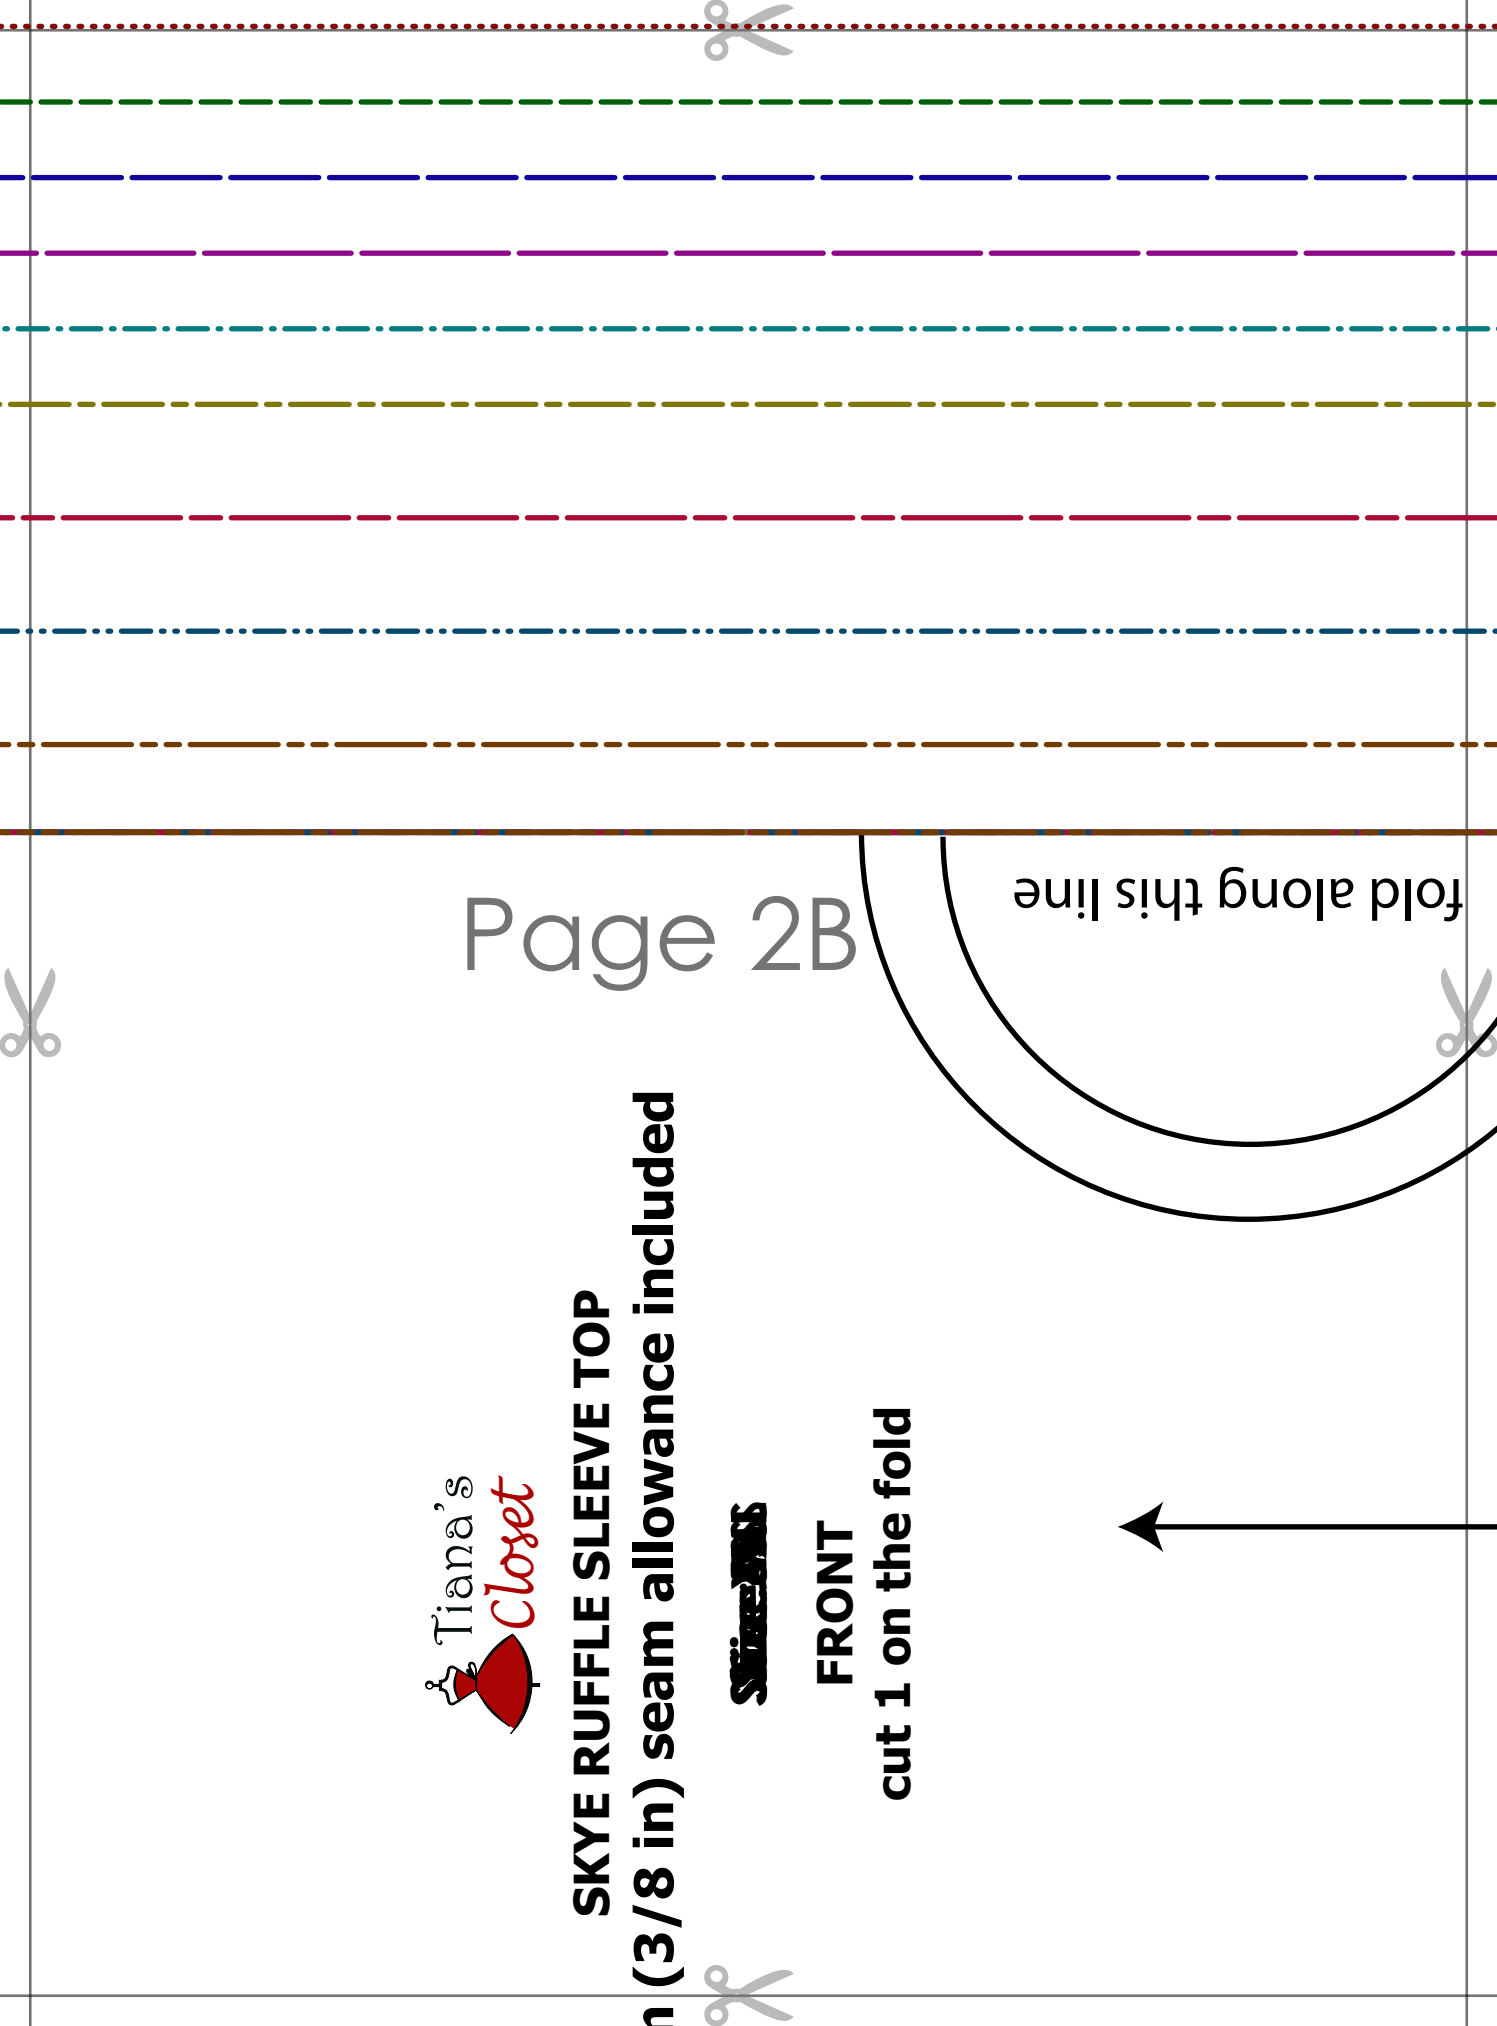 fold along this line
Page 2B
Tiana's
Closet
SKYE RUFFLE SLEEVE TOP
(3/8 in) seam allowance included
FRONT
cut 1 on the fold